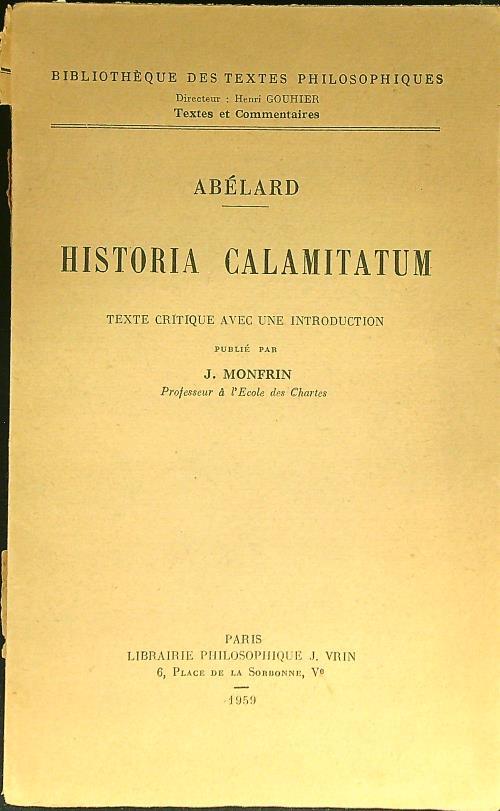 BIBLIOTHÈQUE DES TEXTES PHILOSOPHIQUES
Directeur : Henri GOUHIER
Textes et Commentaires
ABÉLARD
HISTORIA CALAMITATUM
TEXTE CRITIQUE AVEC UNE INTRODUCTION
PUBLIÉ PAR
J. MONFRIN
Professeur à l'Ecole des Chartes
PARIS
LIBRAIRIE PHILOSOPHIQUE J. VRIN
6, PLACE DE LA SORBONNE, Vᵉ
1959